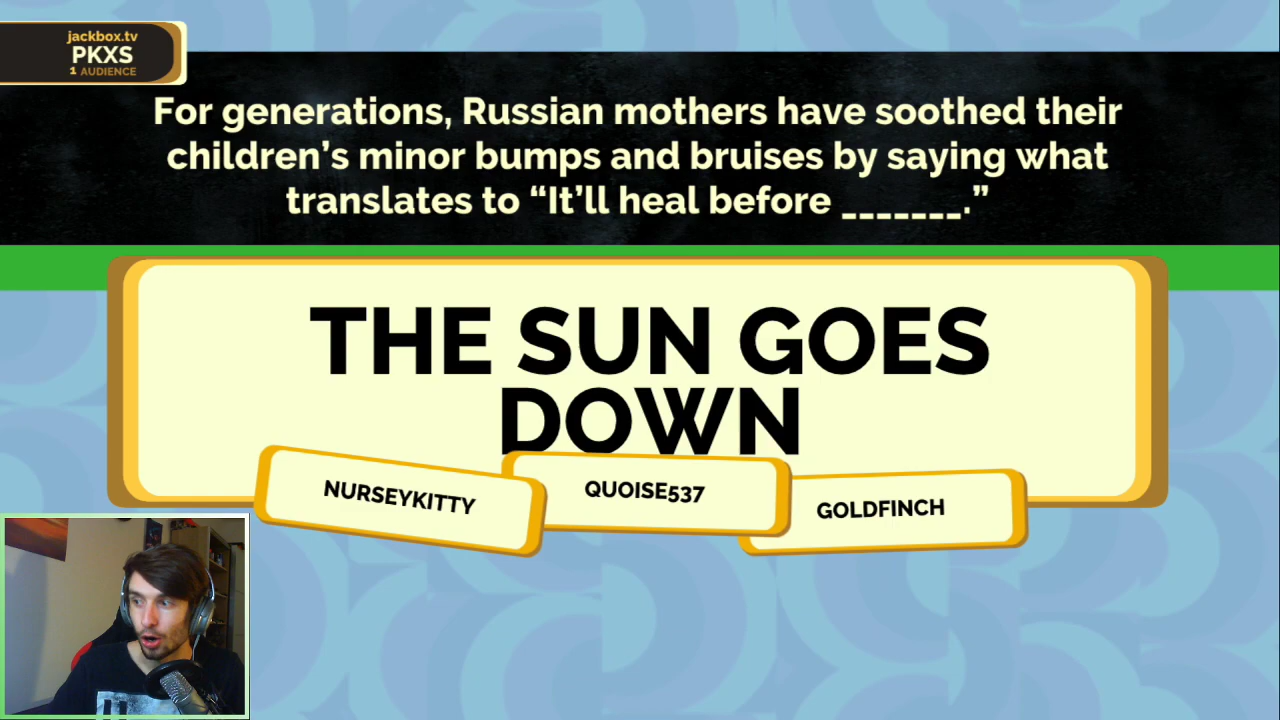 jackbox.tv
PKXS
1 AUDIENCE
For generations, Russian mothers have soothed their
children’s minor bumps and bruises by saying what
translates to “It’ll heal before _______.”
THE SUN GOES
DOWN
NURSEYKITTY
QUOISE537
GOLDFINCH